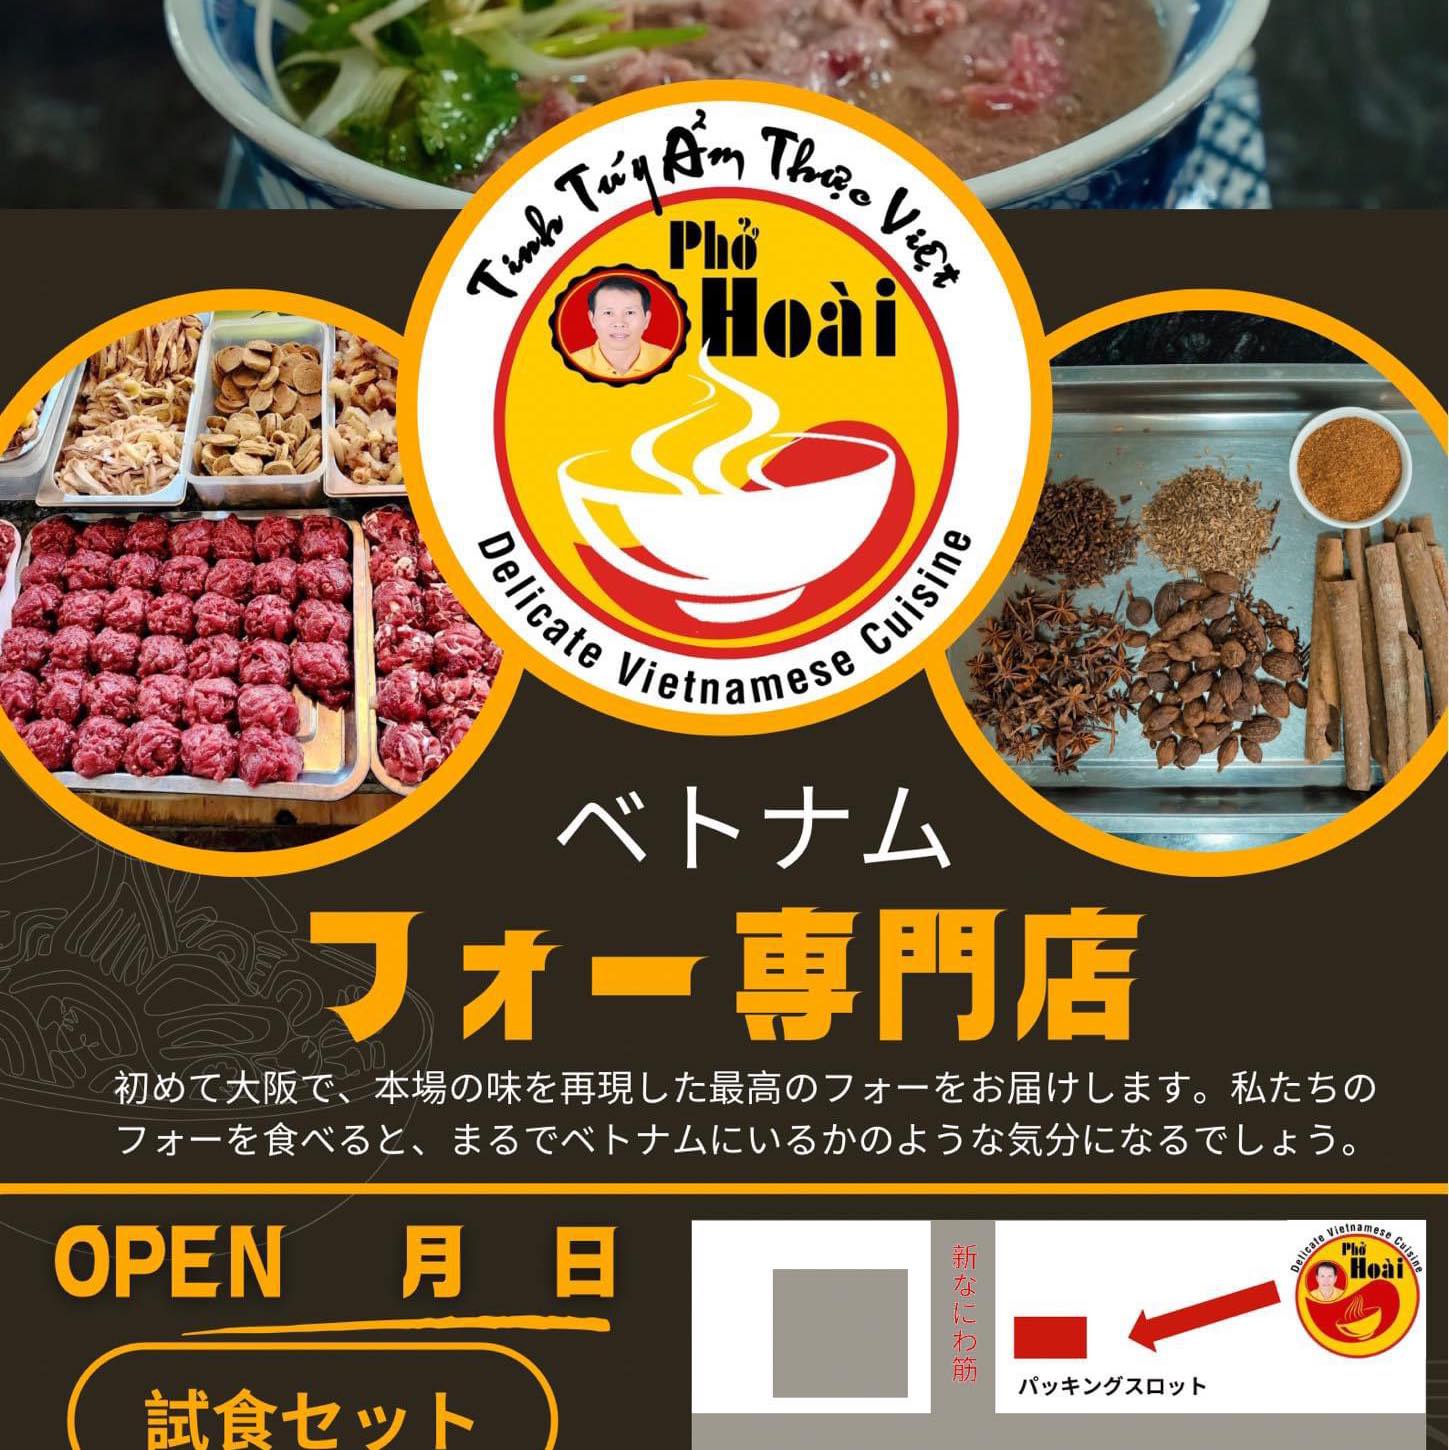 Tinh Túy Ẩm Thực Việt
Phở
Hoài
Delicate Vietnamese Cuisine
ベトナム
フォー専門店
初めて大阪で、本場の味を再現した最高のフォーをお届けします。私たちの
フォーを食べると、まるでベトナムにいるかのような気分になるでしょう。
OPEN 月 日
試食セット
新なにわ筋
パッキングスロット
Delicate Vietnamese Cuisine
Phở
Hoài